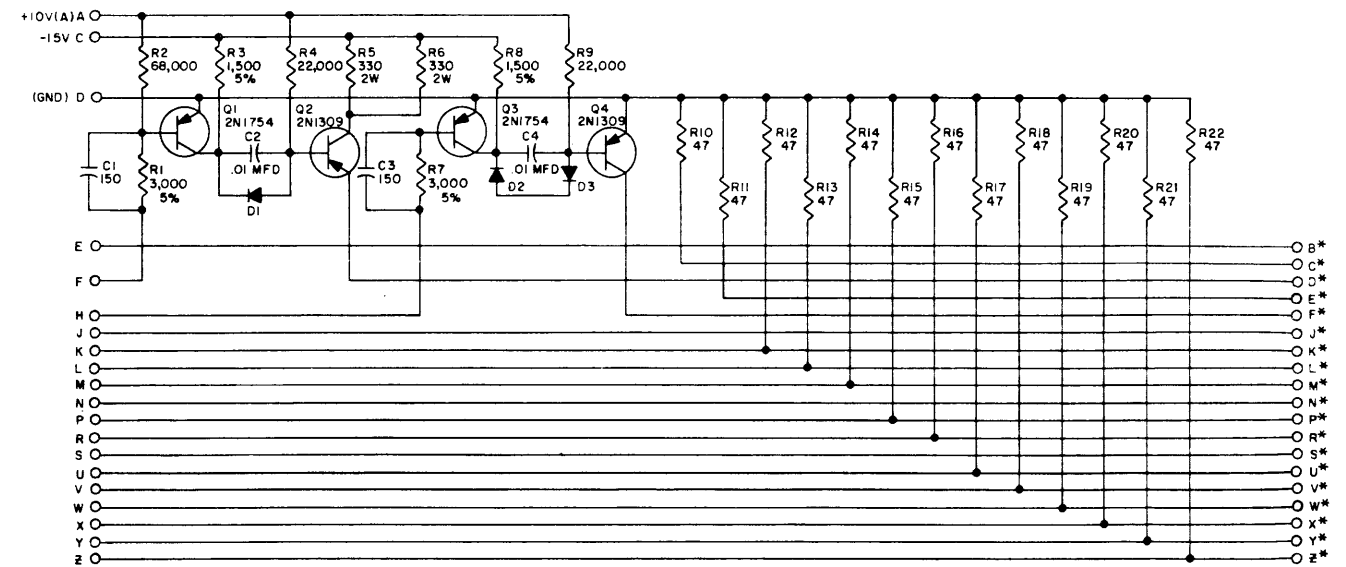 +10V(A) A
-15V C
(GND) D
R2
68,000
R3
1,500
5%
R4
22,000
R5
330
2W
R6
330
2W
R8
1,500
5%
R9
22,000
Q1
2N1754
C2
.01 MFD
D1
Q2
2N1309
C1
150
R1
3,000
5%
C3
150
R7
3,000
5%
Q3
2N1754
C4
.01 MFD
D2
D3
Q4
2N1309
R10
47
R11
47
R12
47
R13
47
R14
47
R15
47
R16
47
R17
47
R18
47
R19
47
R20
47
R21
47
R22
47
E
B*
C*
F
D*
E*
H
F*
J
J*
K
K*
L
L*
M
M*
N
N*
P
P*
R
R*
S
S*
U
U*
V
V*
W
W*
X
X*
Y
Y*
Z
Z*